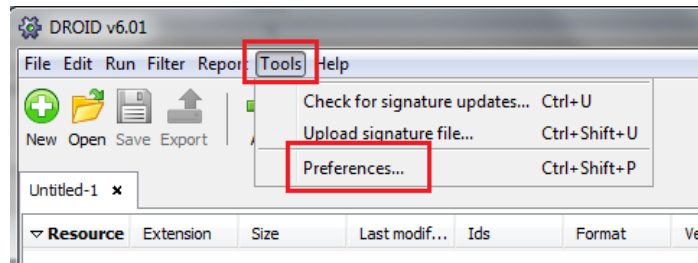 DROID v6.01
File Edit Run Filter Report Tools Help
Check for signature updates... Ctrl+U
Upload signature file... Ctrl+Shift+U
Preferences... Ctrl+Shift+P
New Open Save Export
Untitled-1 ×
Resource Extension Size Last modif... Ids Format